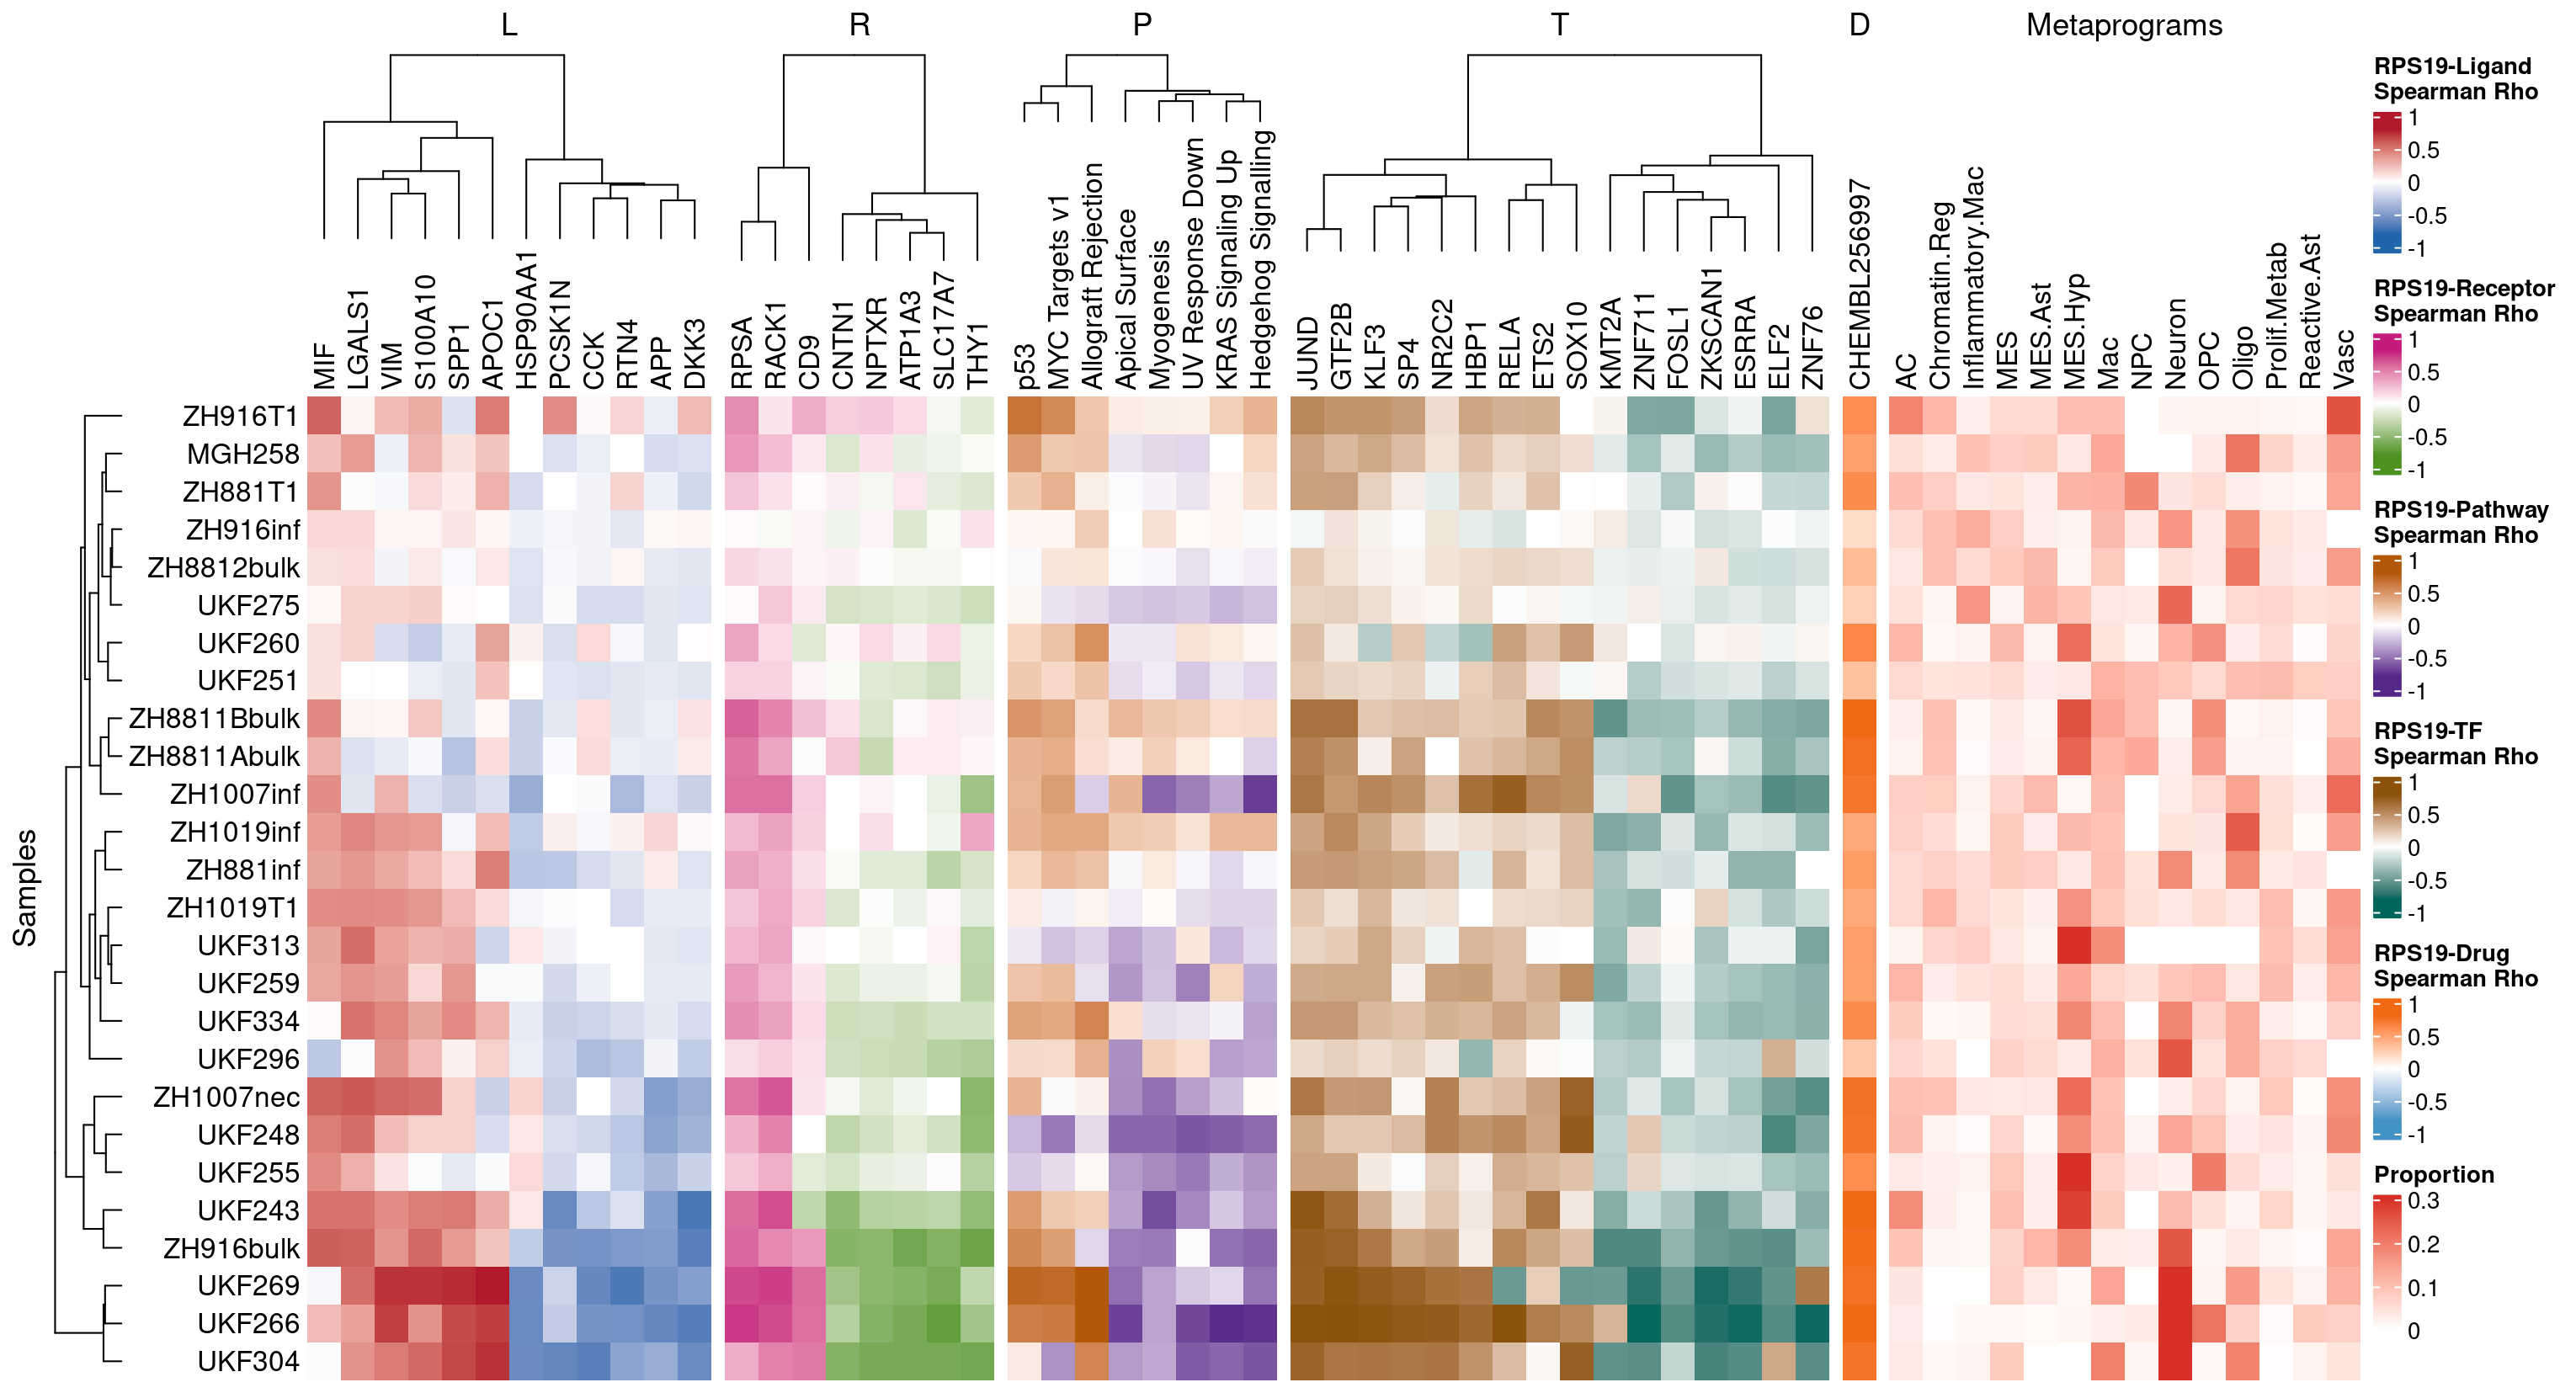 L
R
P
T
D
Metaprograms
MIF
LGALS1
VIM
S100A10
SPP1
APOC1
HSP90AA1
PCSK1N
CCK
RTN4
APP
DKK3
RPSA
RACK1
CD9
CNTN1
NPTXR
ATP1A3
SLC17A7
THY1
p53
MYC Targets v1
Allograft Rejection
Apical Surface
Myogenesis
UV Response Down
KRAS Signaling Up
Hedgehog Signalling
JUND
GTF2B
KLF3
SP4
NR2C2
HBP1
RELA
ETS2
SOX10
KMT2A
ZNF711
FOSL1
ZKSCAN1
ESRRA
ELF2
ZNF76
CHEMBL256997
AC
Chromatin.Reg
Inflammatory.Mac
MES
MES.Ast
MES.Hyp
Mac
NPC
Neuron
OPC
Oligo
Prolif.Metab
Reactive.Ast
Vasc
Samples
ZH916T1
MGH258
ZH881T1
ZH916inf
ZH8812bulk
UKF275
UKF260
UKF251
ZH8811Bbulk
ZH8811Abulk
ZH1007inf
ZH1019inf
ZH881inf
ZH1019T1
UKF313
UKF259
UKF334
UKF296
ZH1007nec
UKF248
UKF255
UKF243
ZH916bulk
UKF269
UKF266
UKF304
RPS19-Ligand
Spearman Rho
1
0.5
0
-0.5
-1
RPS19-Receptor
Spearman Rho
1
0.5
0
-0.5
-1
RPS19-Pathway
Spearman Rho
1
0.5
0
-0.5
-1
RPS19-TF
Spearman Rho
1
0.5
0
-0.5
-1
RPS19-Drug
Spearman Rho
1
0.5
0
-0.5
-1
Proportion
0.3
0.2
0.1
0